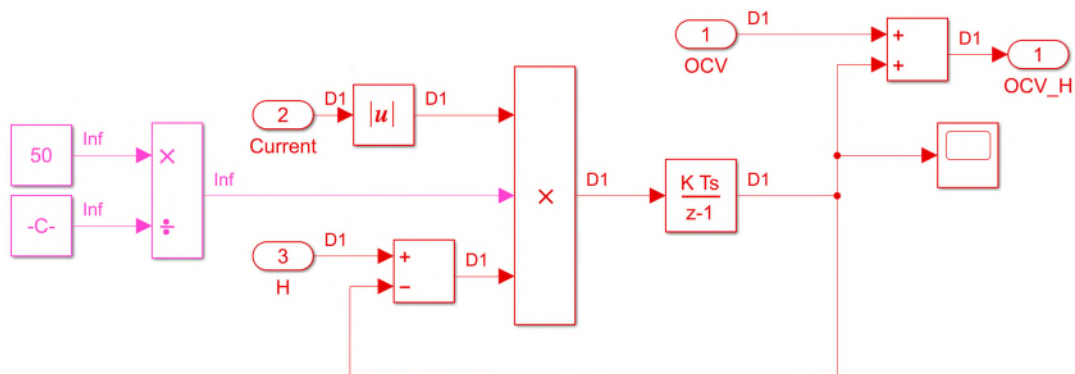 1
D1
OCV
+
+
D1
1
OCV_H
2
D1
|u|
D1
Current
50
Inf
×
-C-
Inf
÷
Inf
×
D1
K Ts
z-1
D1
3
D1
H
+
−
D1